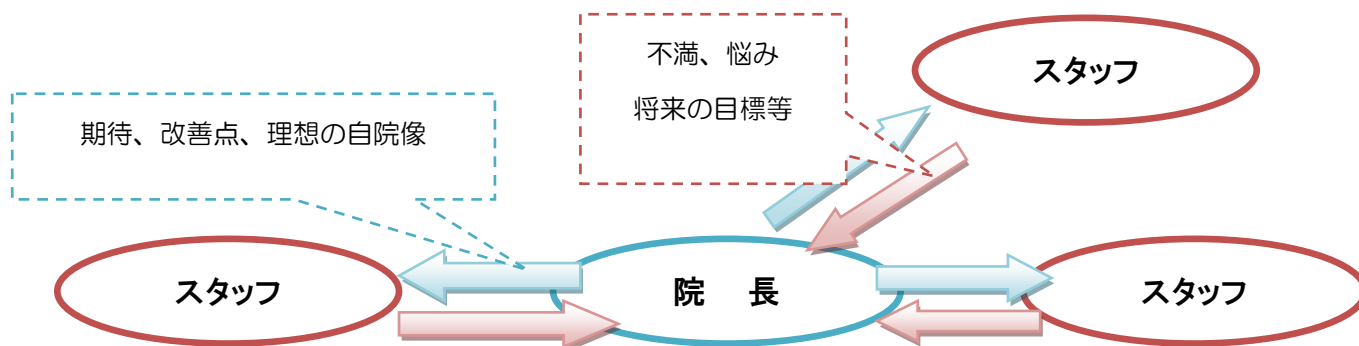 不満、悩み
将来の目標等
スタッフ
期待、改善点、理想の自院像
スタッフ
院　長
スタッフ